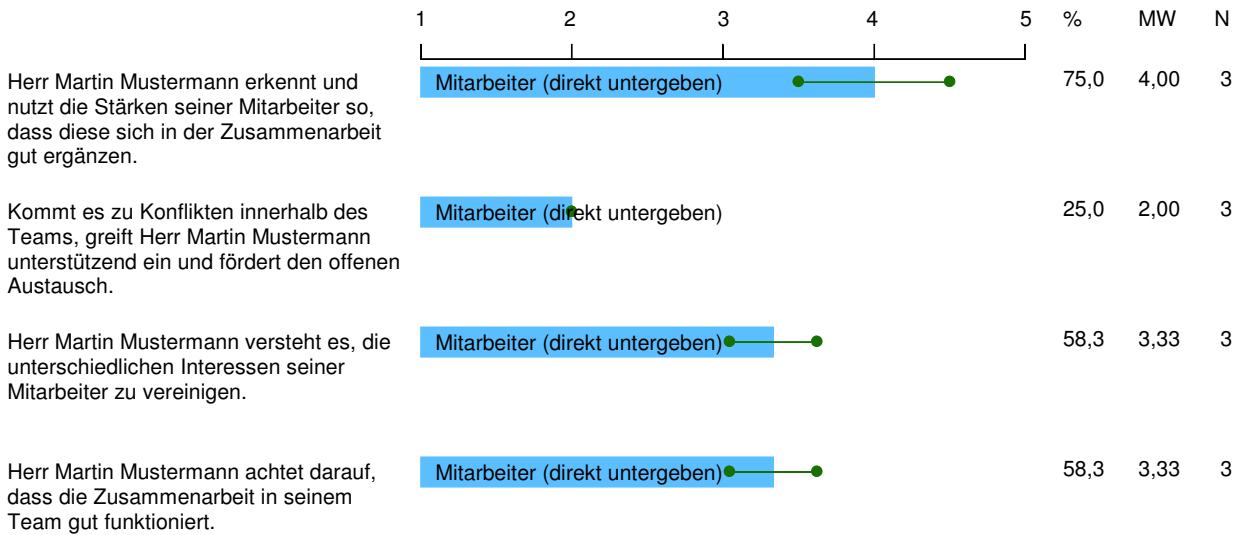 1 2 3 4 5 % MW N
Herr Martin Mustermann erkennt und
nutzt die Stärken seiner Mitarbeiter so,
dass diese sich in der Zusammenarbeit
gut ergänzen.
Mitarbeiter (direkt untergeben) 75,0 4,00 3
Kommt es zu Konflikten innerhalb des
Teams, greift Herr Martin Mustermann
unterstützend ein und fördert den offenen
Austausch.
Mitarbeiter (direkt untergeben) 25,0 2,00 3
Herr Martin Mustermann versteht es, die
unterschiedlichen Interessen seiner
Mitarbeiter zu vereinigen.
Mitarbeiter (direkt untergeben) 58,3 3,33 3
Herr Martin Mustermann achtet darauf,
dass die Zusammenarbeit in seinem
Team gut funktioniert.
Mitarbeiter (direkt untergeben) 58,3 3,33 3